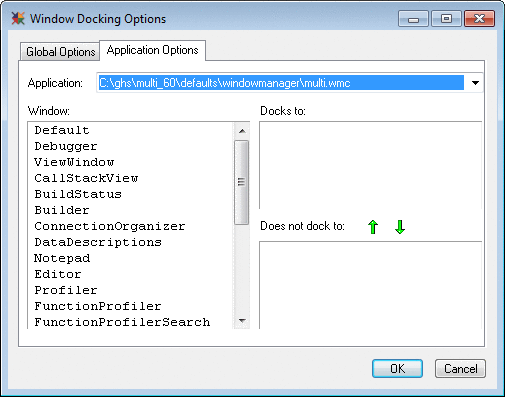 Window Docking Options
Global Options
Application Options
Application:
C:\ghs\multi_60\defaults\windowmanager\multi.wmc
Window:
Docks to:
Default
Debugger
ViewWindow
CallStackView
BuildStatus
Builder
ConnectionOrganizer
DataDescriptions
Notepad
Editor
Profiler
FunctionProfiler
FunctionProfilerSearch
Does not dock to:
OK
Cancel